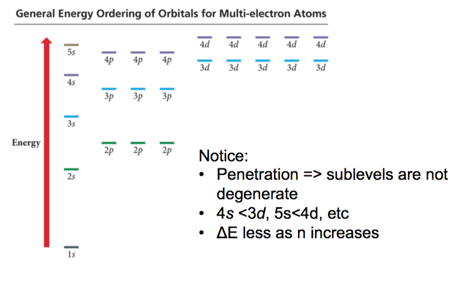 General Energy Ordering of Orbitals for Multi-electron Atoms
4d 4d 4d 4d 4d
5s
4p 4p 4p
3d 3d 3d 3d 3d
4s
3p 3p 3p
3s
Energy
2p 2p 2p
2s
1s
Notice:
• Penetration => sublevels are not
degenerate
• 4s <3d, 5s<4d, etc
• ΔE less as n increases